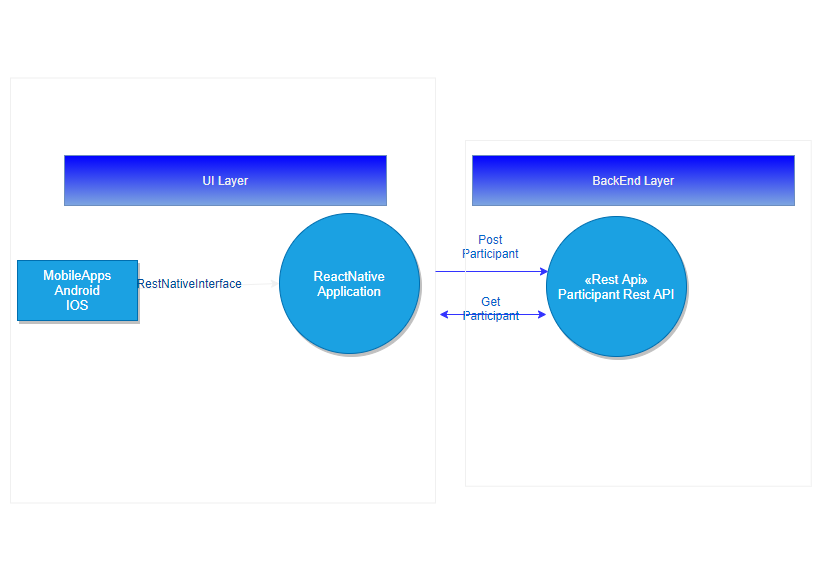 UI Layer
BackEnd Layer
MobileApps
Android
IOS
RestNativeInterface
ReactNative
Application
Post
Participant
Get
Participant
«Rest Api»
Participant Rest API